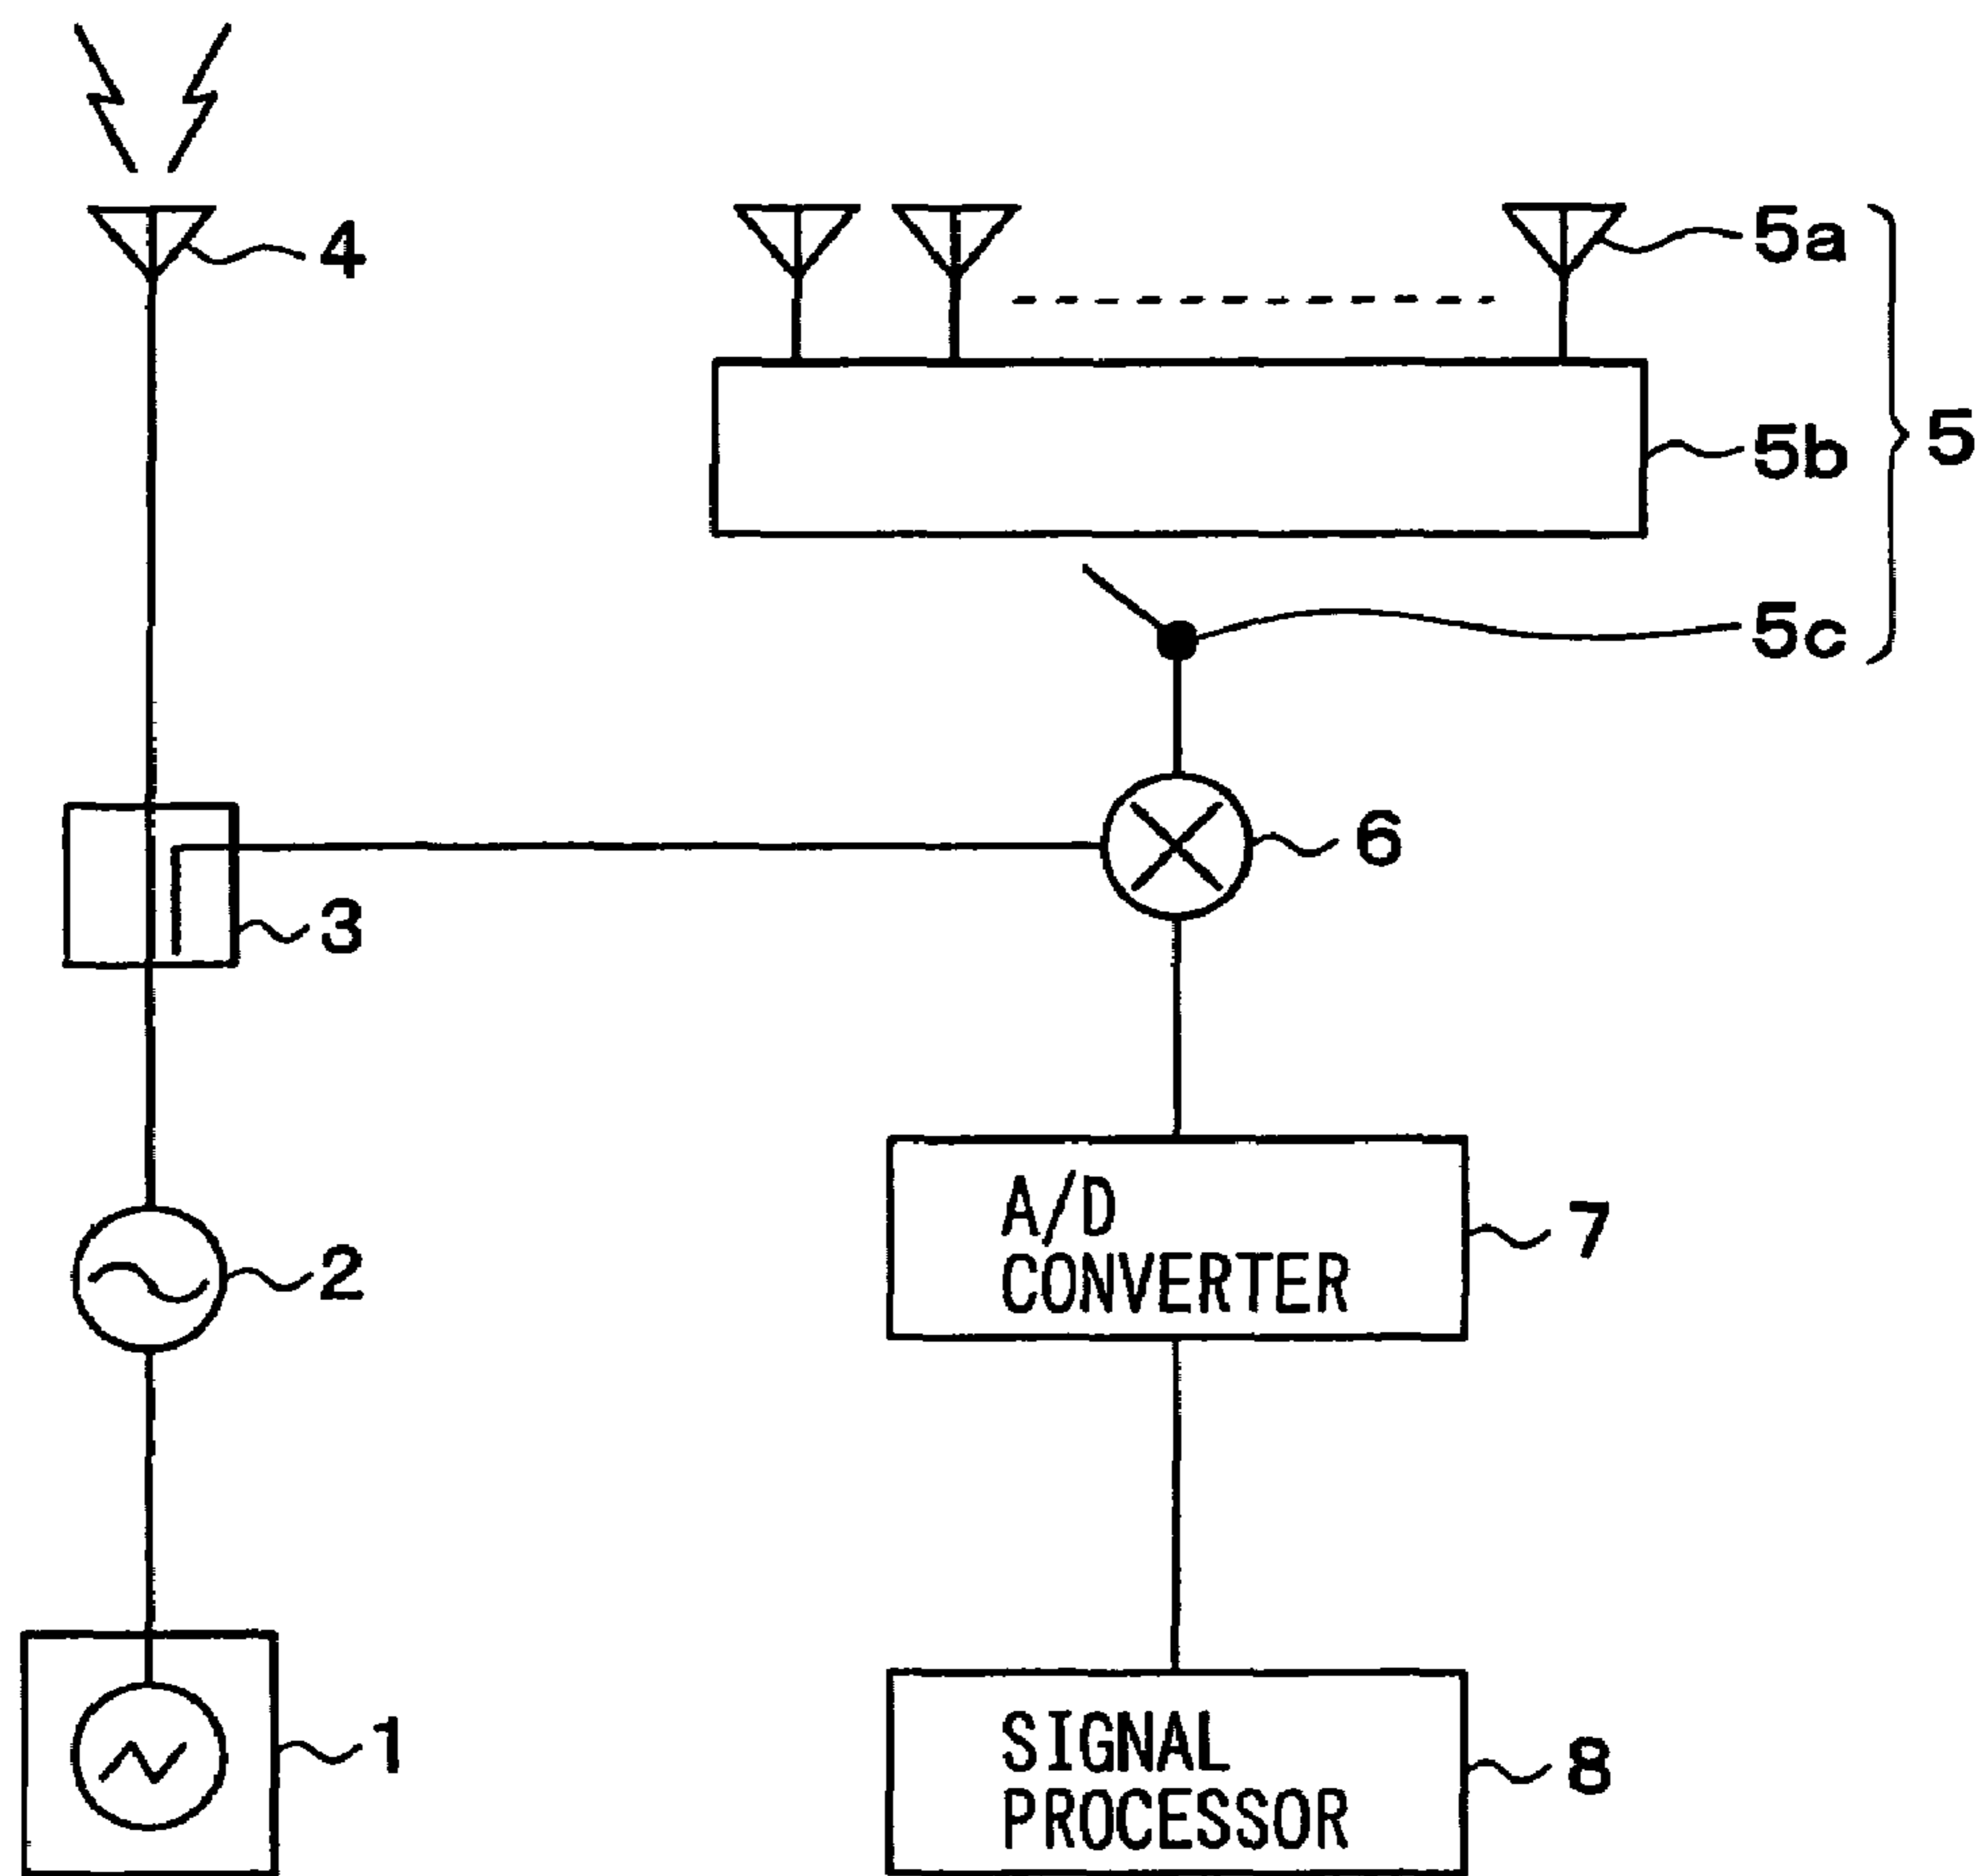 4
5a
5b
5
5c
6
3
A/D
CONVERTER
7
2
1
SIGNAL
PROCESSOR
8